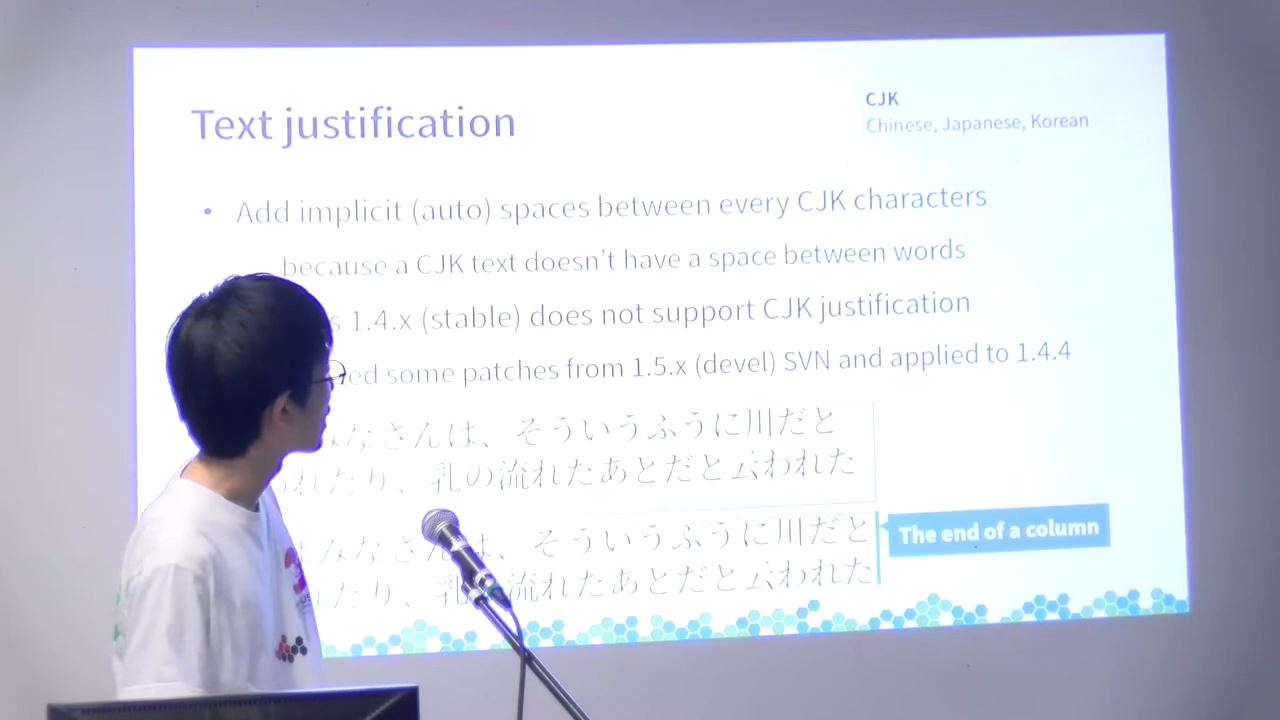 Text justification
CJK
Chinese, Japanese, Korean
• Add implicit (auto) spaces between every CJK characters
because a CJK text doesn't have a space between words
1.4.x (stable) does not support CJK justification
some patches from 1.5.x (devel) SVN and applied to 1.4.4
みなさんは、そういうふうに川だと
れたり、乳の流れたあとだと云われた
はみなさんは、そういうふうに川だと
たり、乳の流れたあとだと云われた
The end of a column